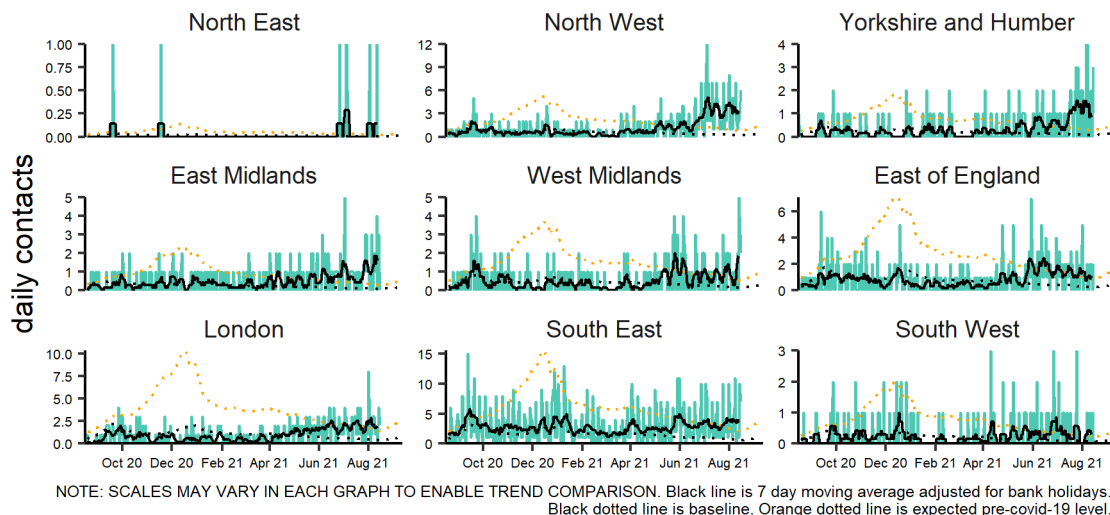 North East
North West
Yorkshire and Humber
1.00
0.75
0.50
0.25
0.00
12
9
6
3
0
4
3
2
1
0
East Midlands
West Midlands
East of England
5
4
3
2
1
0
5
4
3
2
1
0
6
4
2
0
daily contacts
London
South East
South West
10.0
7.5
5.0
2.5
0.0
15
10
5
0
3
2
1
0
Oct 20 Dec 20 Feb 21 Apr 21 Jun 21 Aug 21
Oct 20 Dec 20 Feb 21 Apr 21 Jun 21 Aug 21
Oct 20 Dec 20 Feb 21 Apr 21 Jun 21 Aug 21
NOTE: SCALES MAY VARY IN EACH GRAPH TO ENABLE TREND COMPARISON. Black line is 7 day moving average adjusted for bank holidays.
Black dotted line is baseline. Orange dotted line is expected pre-covid-19 level.